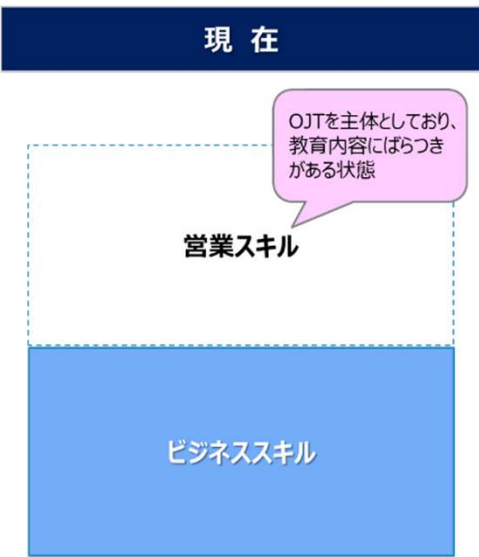 現 在
OJTを主体としており、
教育内容にばらつき
がある状態
営業スキル
ビジネススキル